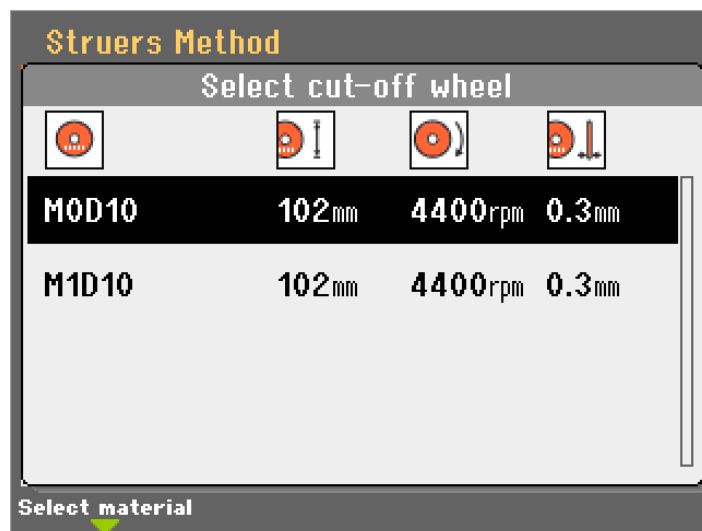 Struers Method
Select cut-off wheel
M0D10 102mm 4400rpm 0.3mm
M1D10 102mm 4400rpm 0.3mm
Select material